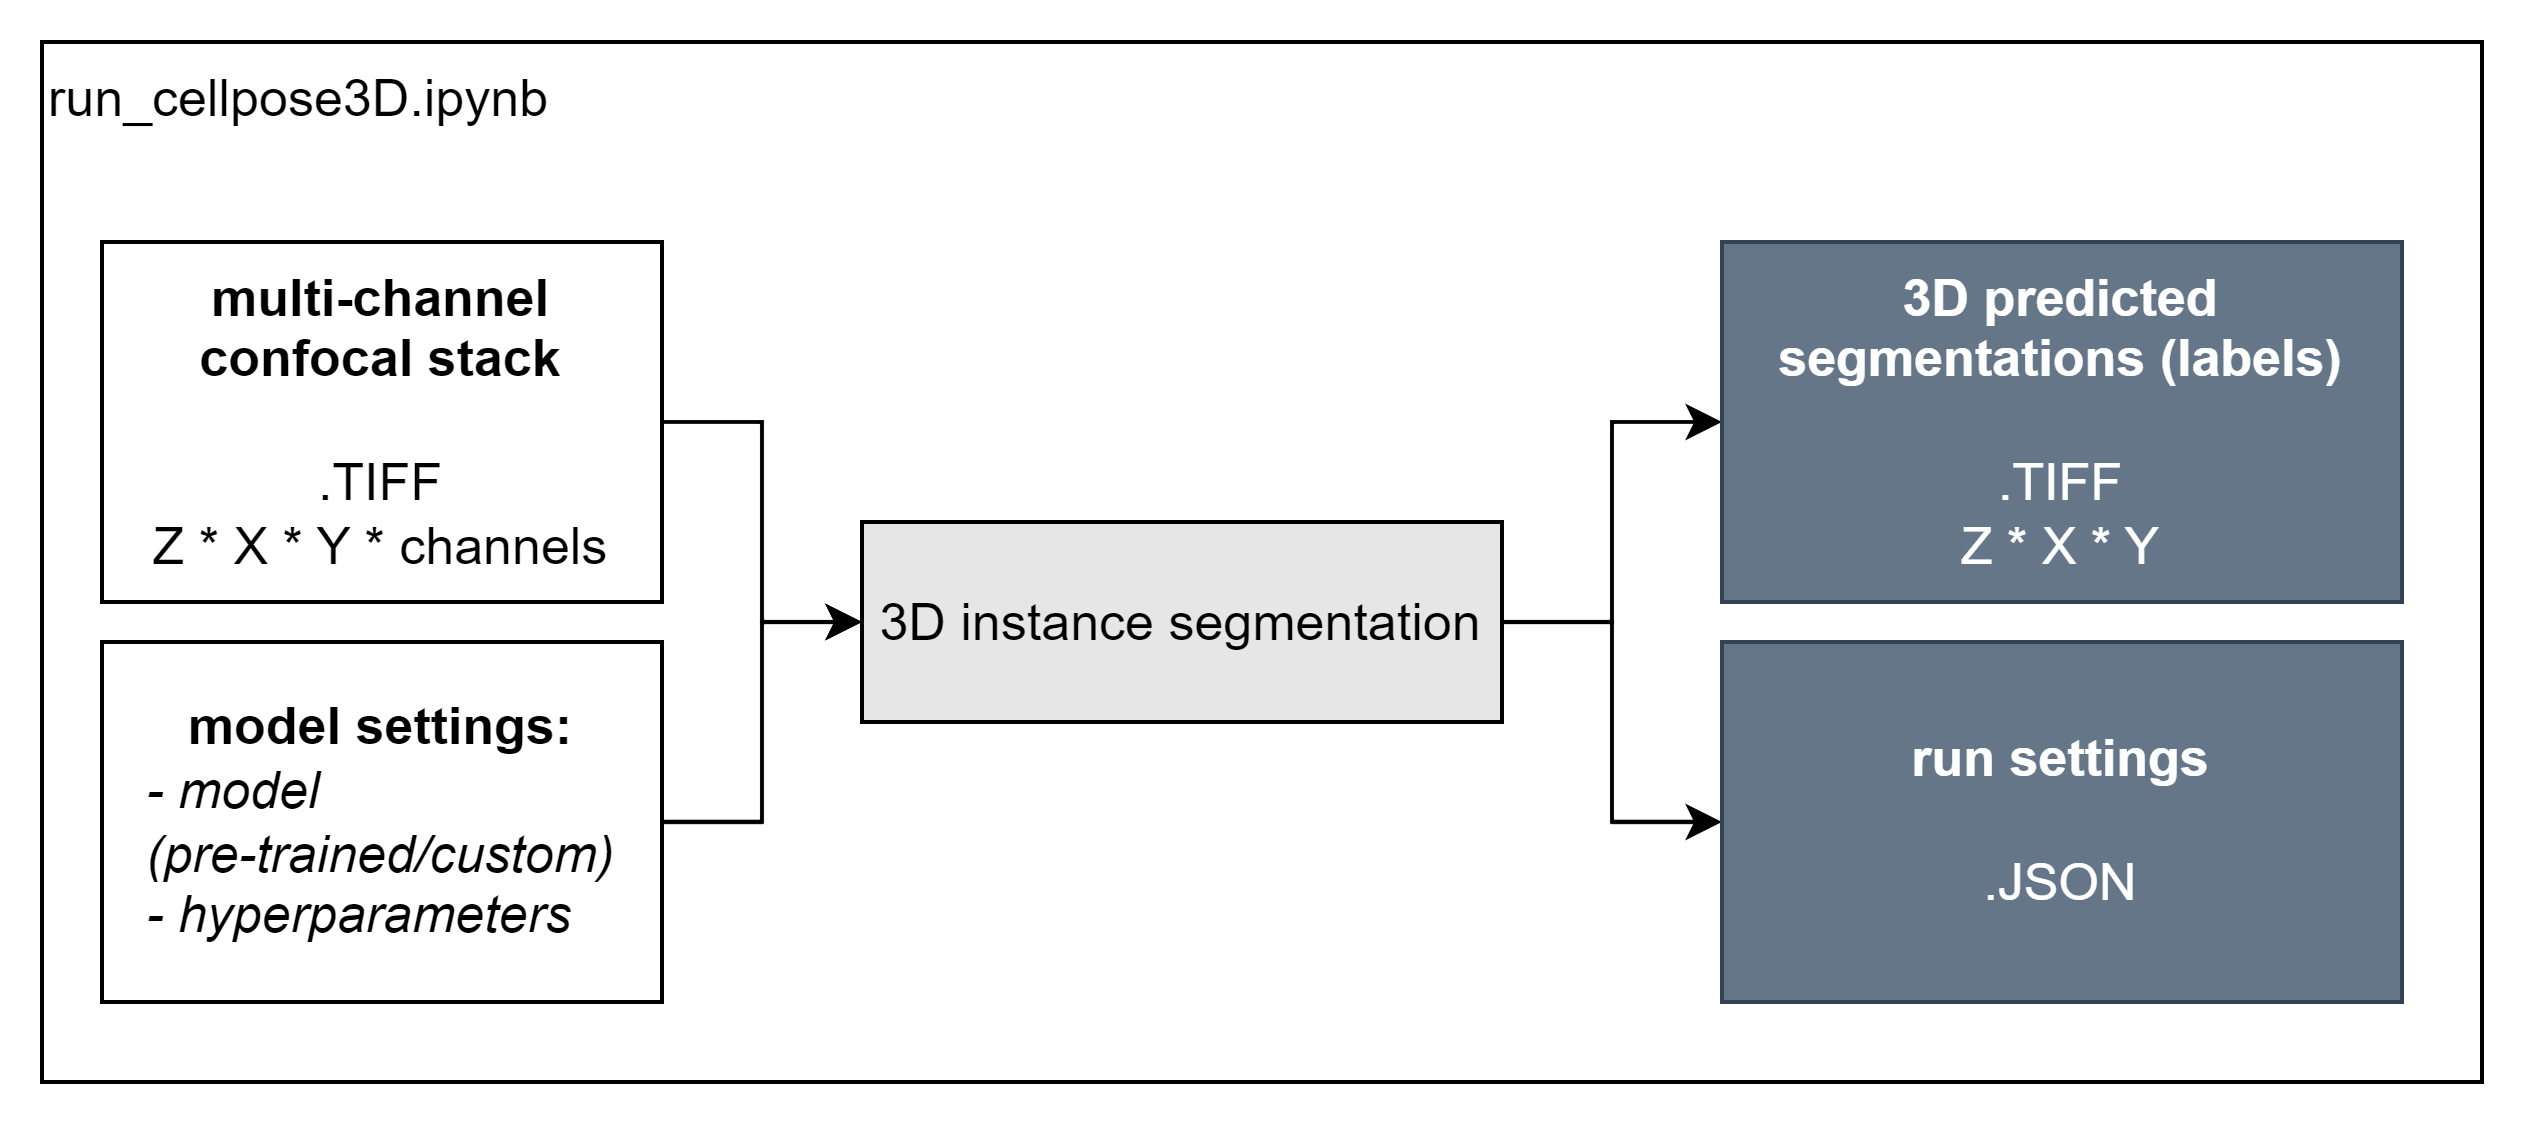 run_cellpose3D.ipynb
multi-channel
confocal stack
.TIFF
Z * X * Y * channels
model settings:
- model
(pre-trained/custom)
- hyperparameters
3D instance segmentation
3D predicted
segmentations (labels)
.TIFF
Z * X * Y
run settings
.JSON